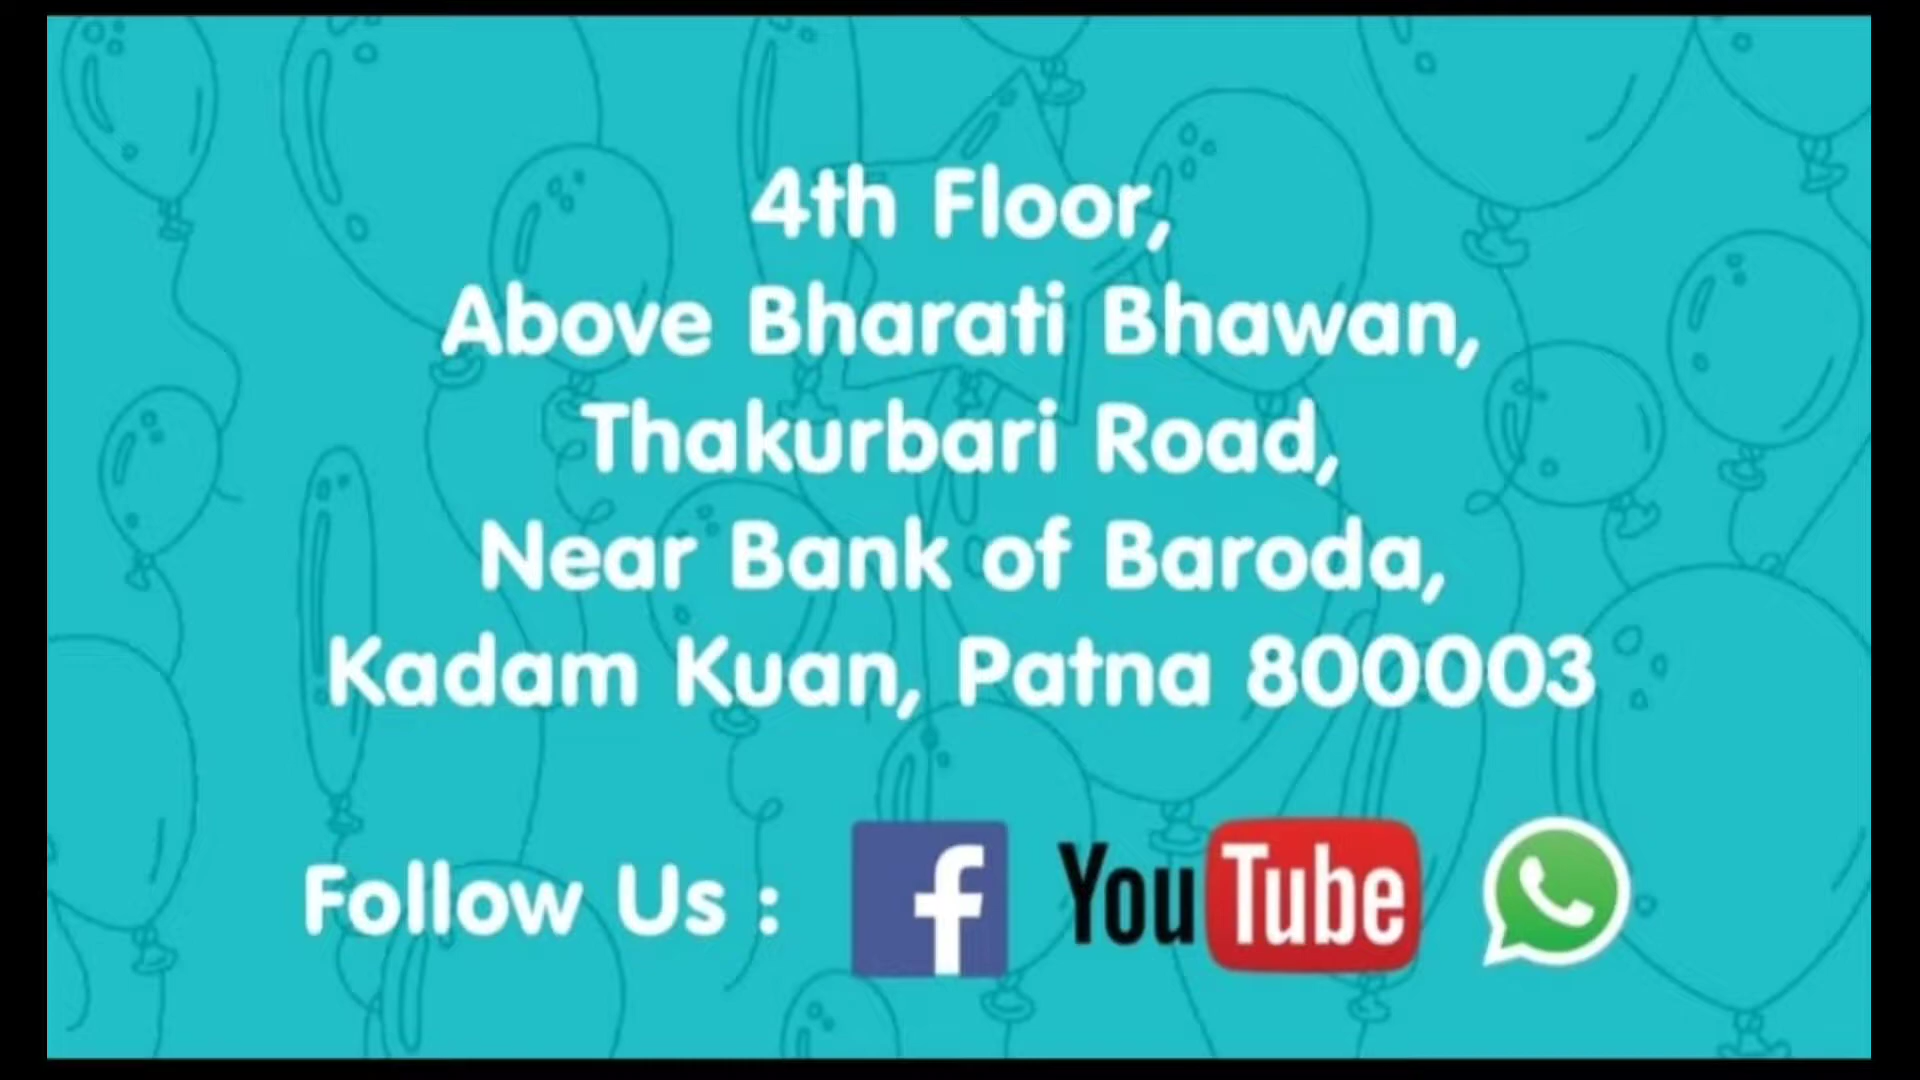 4th Floor,
Above Bharati Bhawan,
Thakurbari Road,
Near Bank of Baroda,
Kadam Kuan, Patna 800003
Follow Us : f YouTube